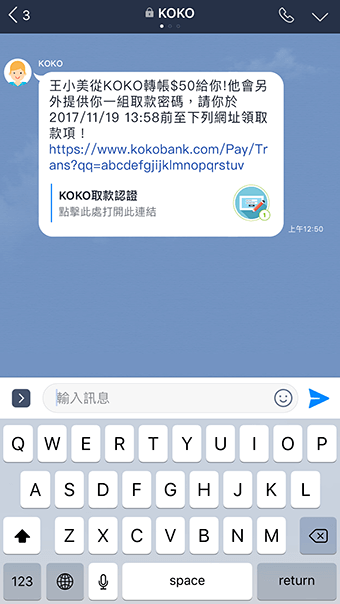 3
KOKO
KOKO
王小美從KOKO轉帳$50給你!他會另
外提供你一組取款密碼，請你於
2017/11/19 13:58前至下列網址領取
款項！
https://www.kokobank.com/Pay/Tr
ans?qq=abcdefgjijklmnopqrstuv
KOKO取款認證
點擊此處打開此連結
1
上午12:50
輸入訊息
Q W E R T Y U I O P
A S D F G H J K L
Z X C V B N M
123 space return